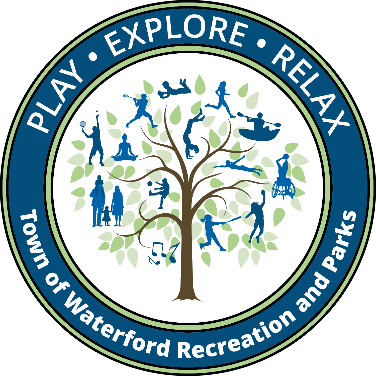 PLAY • EXPLORE • RELAX
Town of Waterford Recreation and Parks